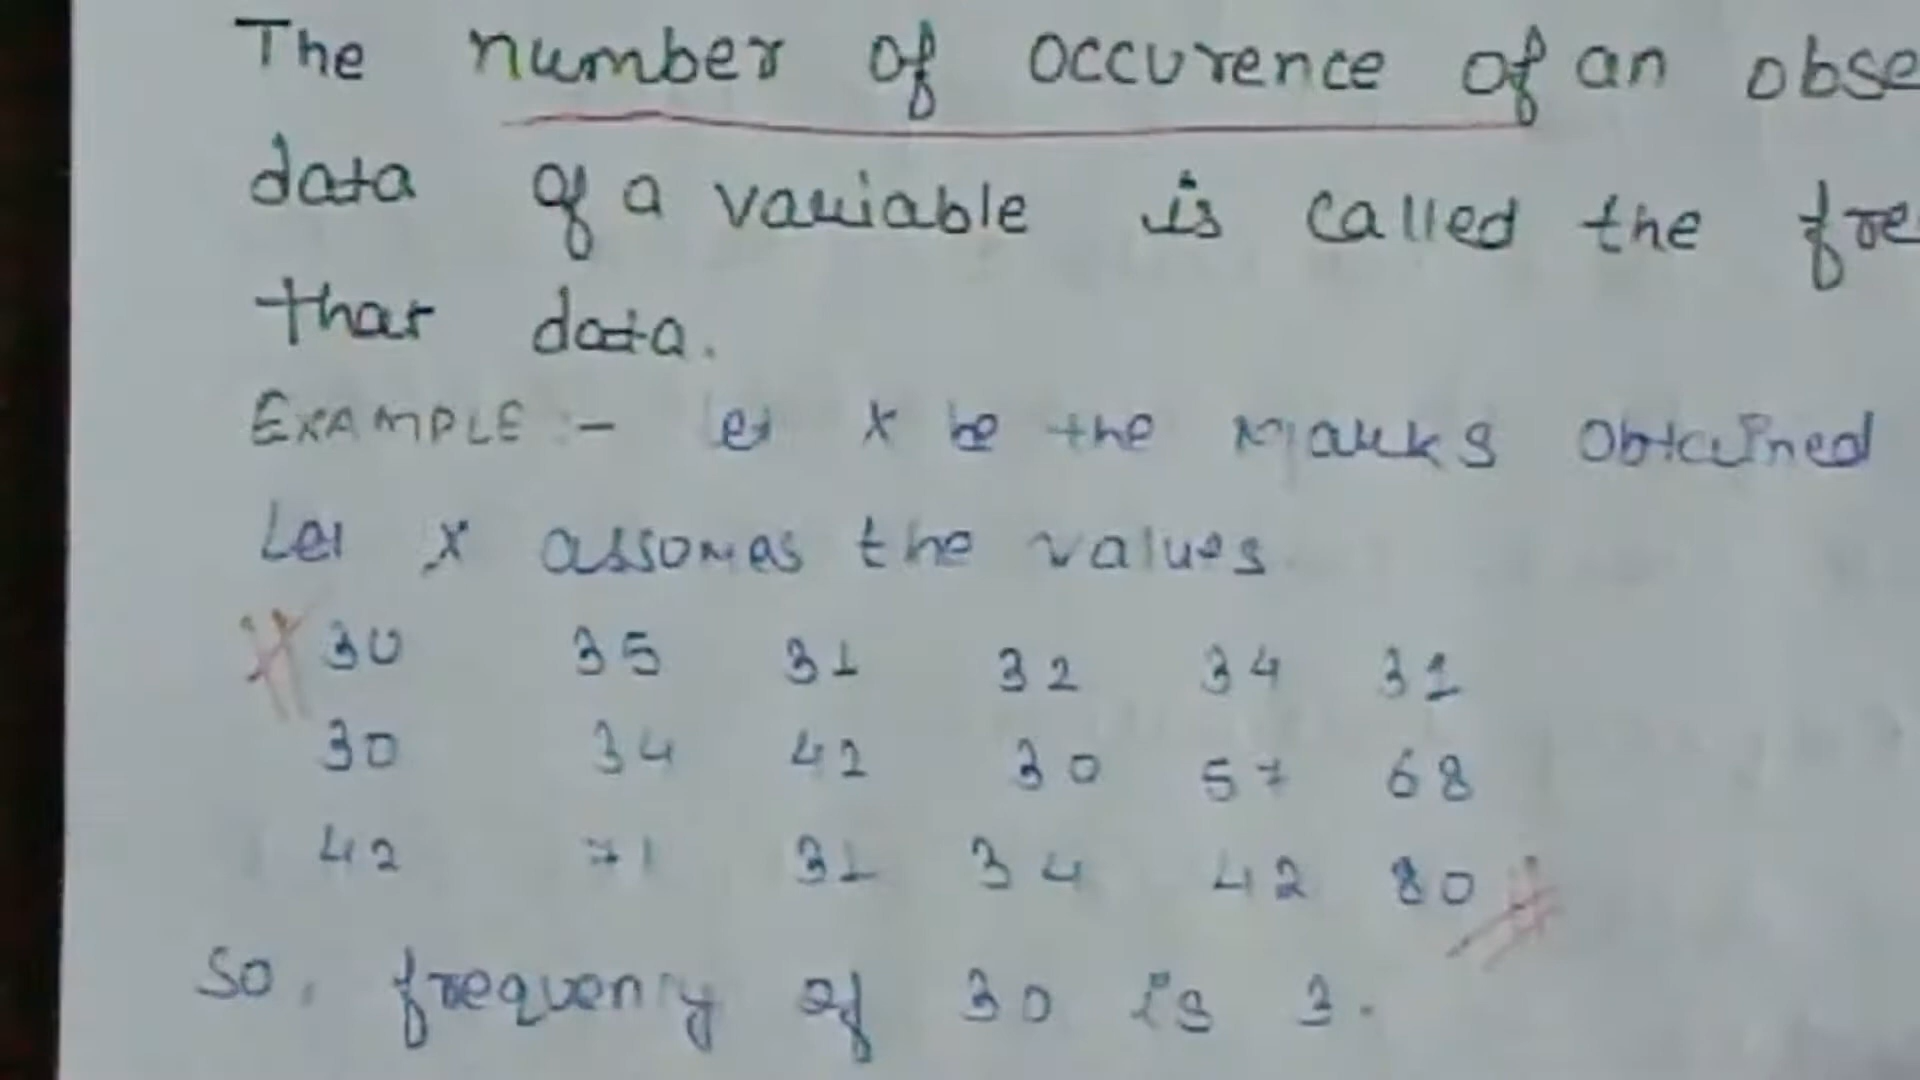 The number of occurence of an obse
data of a variable is called the fre
that data.
EXAMPLE :- let x be the marks obtained
Let x assomes the values
30 35 31 32 34 31
30 34 42 30 57 68
42 71 31 34 42 80
So, frequency of 30 is 3.